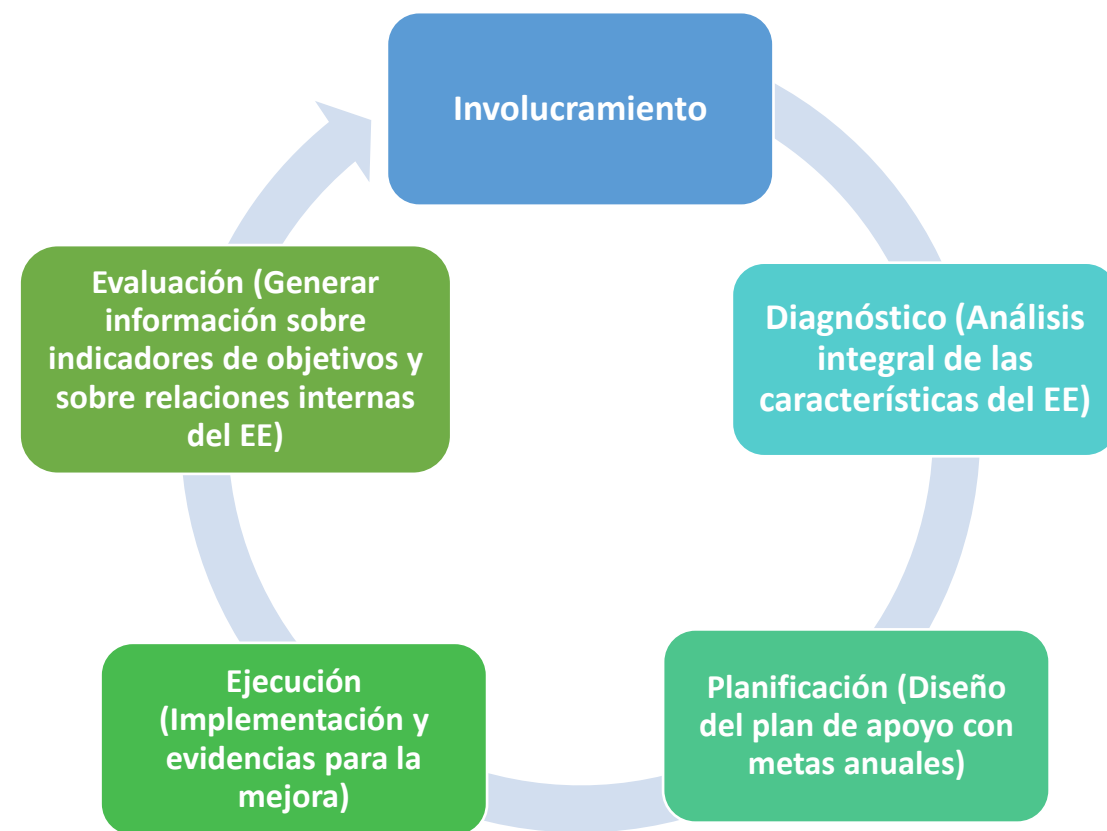 Involucramiento
Diagnóstico (Análisis
integral de las
características del EE)
Planificación (Diseño
del plan de apoyo con
metas anuales)
Ejecución
(Implementación y
evidencias para la
mejora)
Evaluación (Generar
información sobre
indicadores de objetivos y
sobre relaciones internas
del EE)